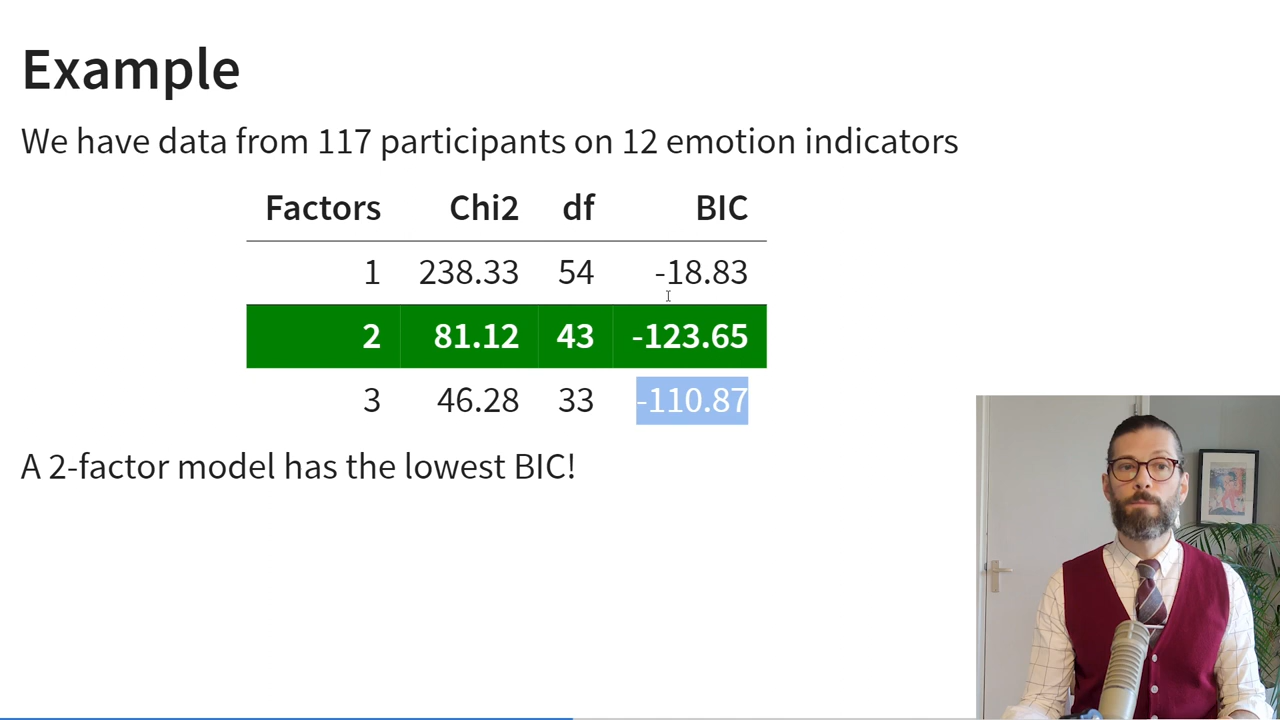 Example
We have data from 117 participants on 12 emotion indicators
Factors Chi2 df BIC
1 238.33 54 -18.83
2 81.12 43 -123.65
3 46.28 33 -110.87
A 2-factor model has the lowest BIC!